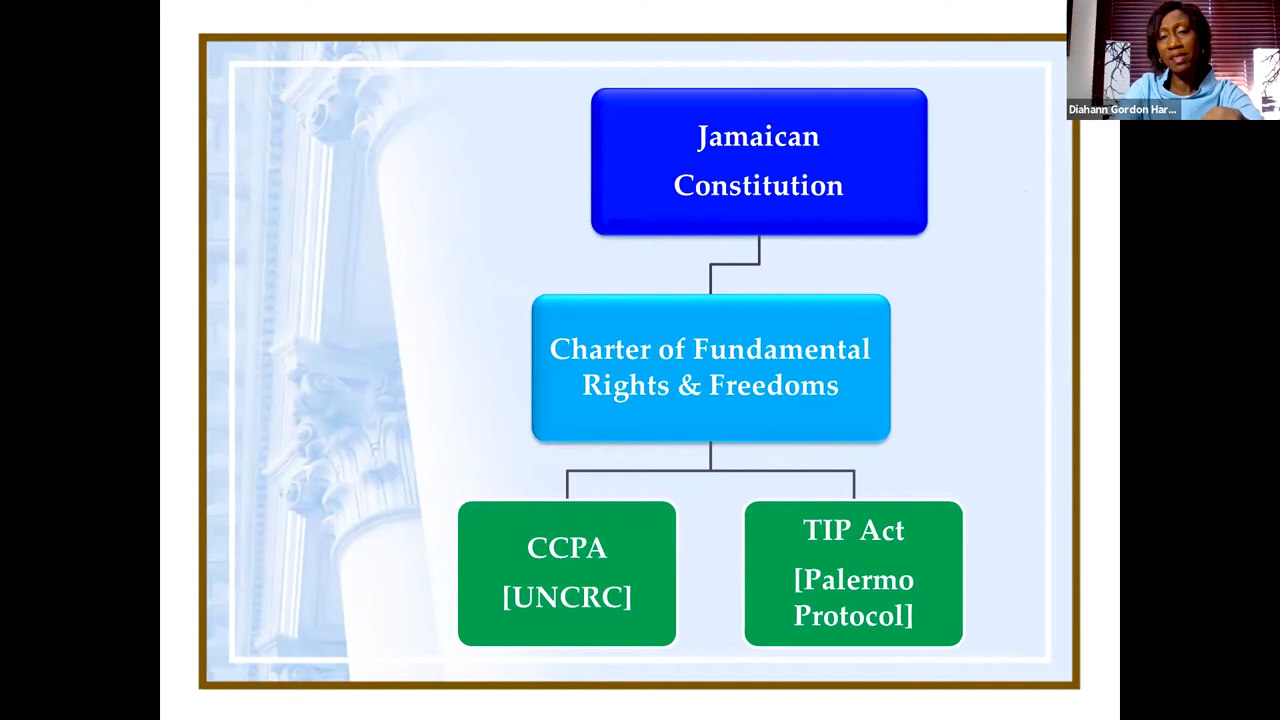 Jamaican
Constitution
Charter of Fundamental
Rights & Freedoms
CCPA
[UNCRC]
TIP Act
[Palermo
Protocol]
Diahann Gordon Har...